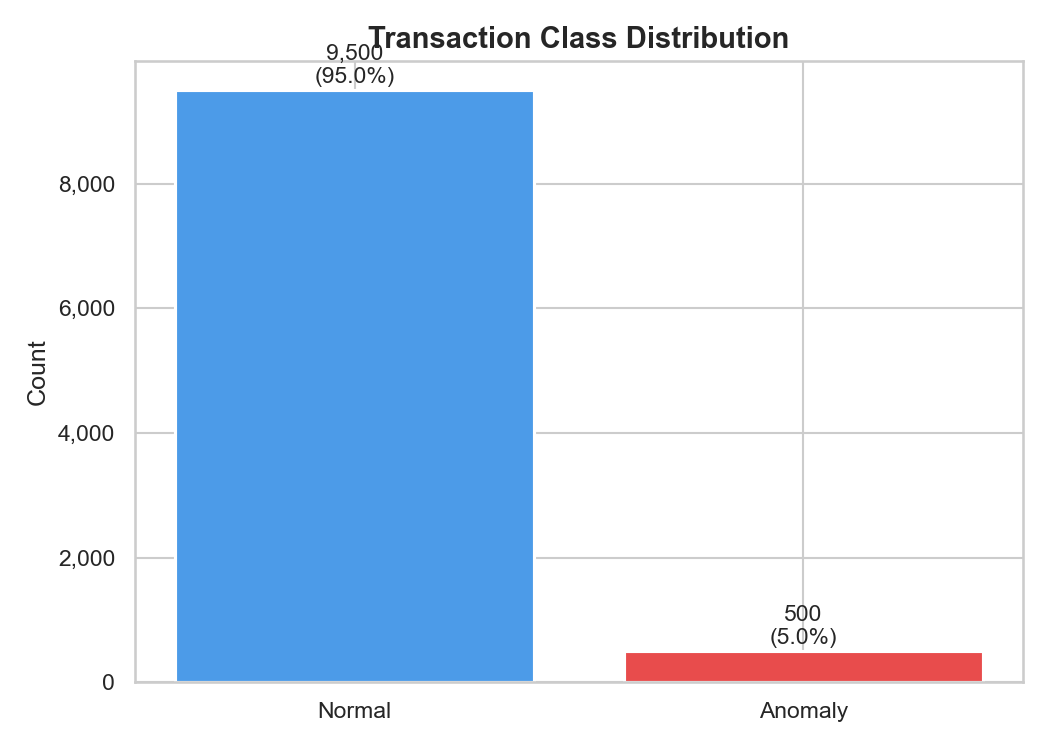 Transaction Class Distribution
9,500
(95.0%)
8,000
6,000
4,000
2,000
0
Count
500
(5.0%)
Normal
Anomaly